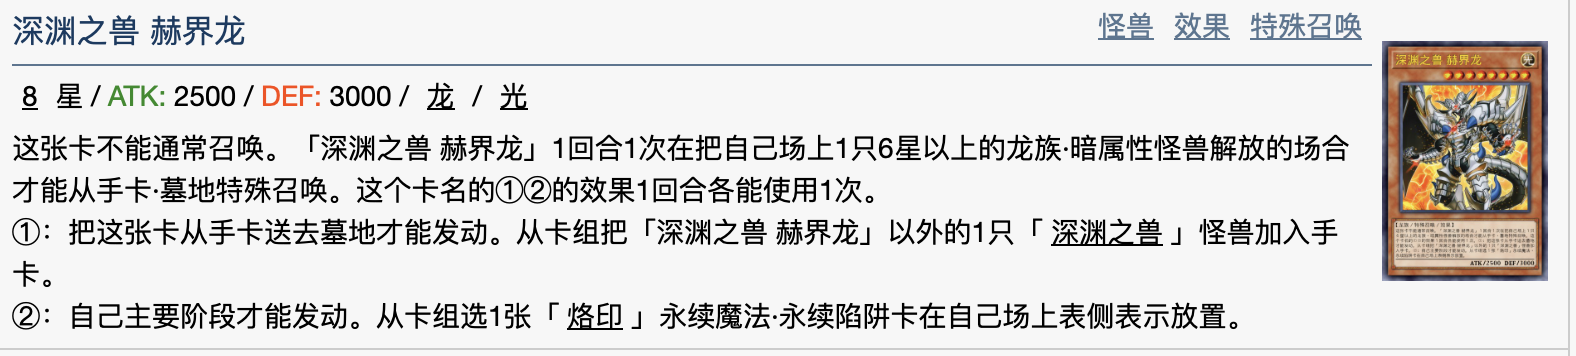 深渊之兽 赫界龙
怪兽 效果 特殊召唤
8 星 / ATK: 2500 / DEF: 3000 / 龙 / 光
这张卡不能通常召唤。「深渊之兽 赫界龙」1回合1次在把自己场上1只6星以上的龙族·暗属性怪兽解放的场合
才能从手卡·墓地特殊召唤。这个卡名的①②的效果1回合各能使用1次。
①：把这张卡从手卡送去墓地才能发动。从卡组把「深渊之兽 赫界龙」以外的1只「 深渊之兽 」怪兽加入手
卡。
②：自己主要阶段才能发动。从卡组选1张「 烙印 」永续魔法·永续陷阱卡在自己场上表侧表示放置。
深渊之兽 赫界龙
光
ATK/2500 DEF/3000